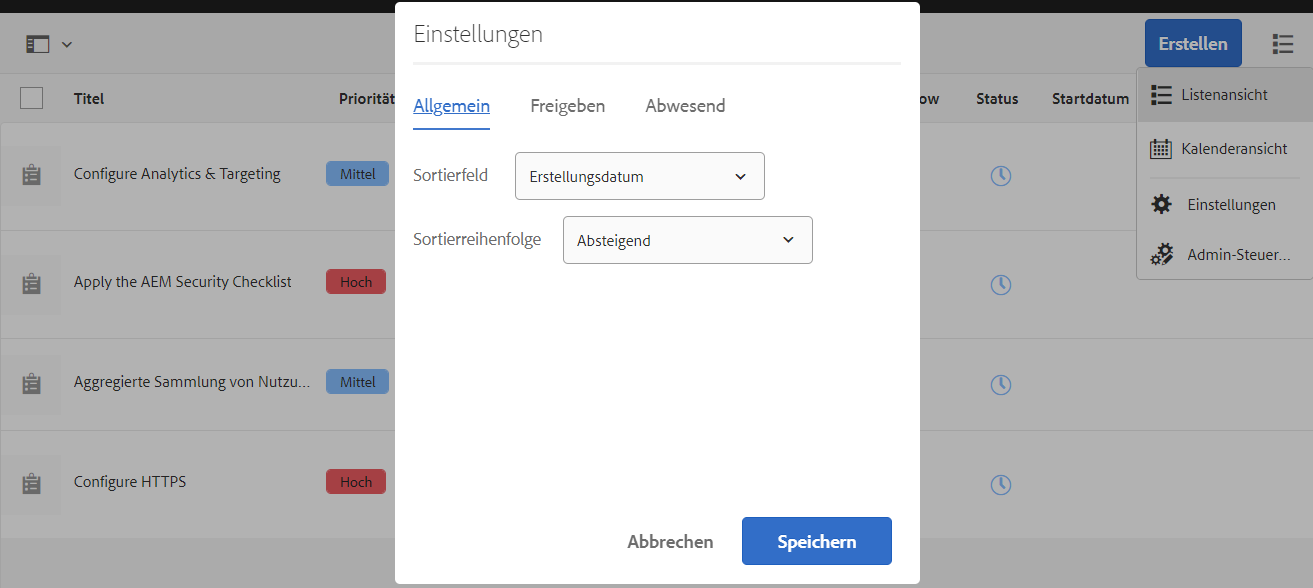 Einstellungen
Erstellen
Allgemein Freigeben Abwesend
Titel Priorität ow Status Startdatum
Listenansicht
Kalenderansicht
Einstellungen
Admin-Steuer...
Sortierfeld Erstellungsdatum
Sortierreihenfolge Absteigend
Configure Analytics & Targeting Mittel
Apply the AEM Security Checklist Hoch
Aggregierte Sammlung von Nutzu... Mittel
Configure HTTPS Hoch
Abbrechen Speichern